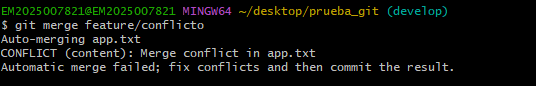 EM2025007821@EM2025007821 MINGW64 ~/desktop/prueba_git (develop)
$ git merge feature/conflicto
Auto-merging app.txt
CONFLICT (content): Merge conflict in app.txt
Automatic merge failed; fix conflicts and then commit the result.